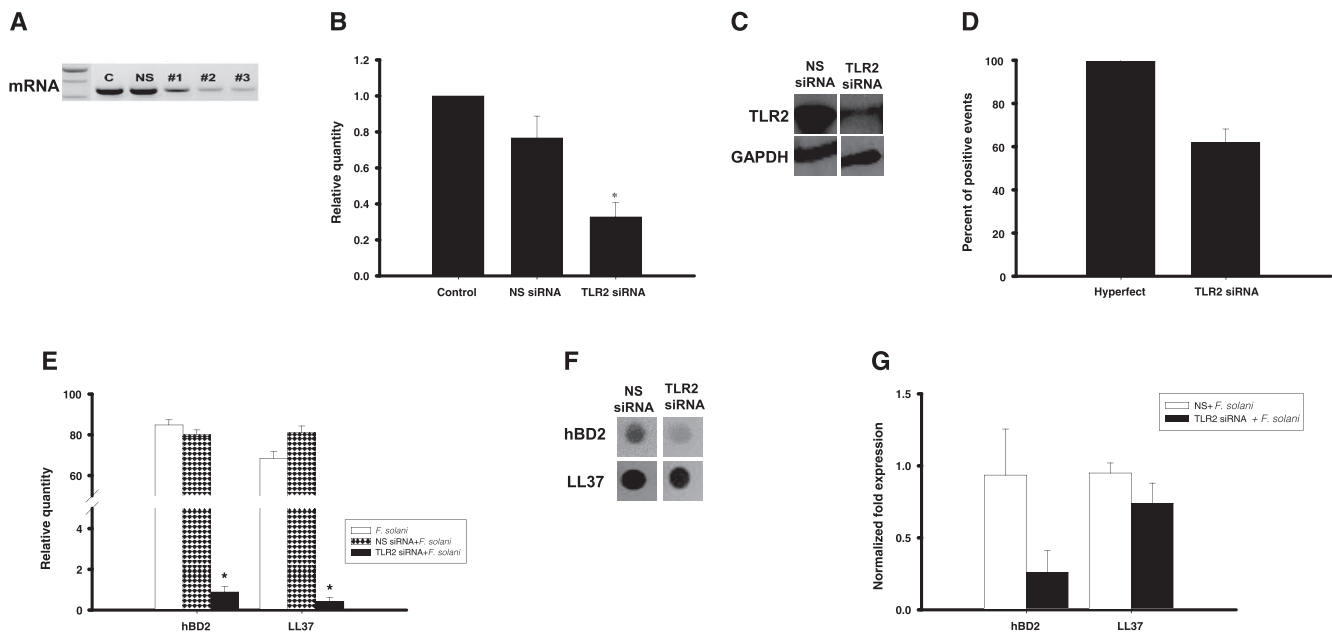 A
mRNA
C NS #1 #2 #3
B
Relative quantity
1.2
1.0
0.8
0.6
0.4
0.2
0.0
*
Control NS siRNA TLR2 siRNA
C
NS siRNA
TLR2 siRNA
TLR2
GAPDH
D
Percent of positive events
100
80
60
40
20
0
Hyperfect TLR2 siRNA
E
Relative quantity
100
80
60
4
2
0
*
*
hBD2 LL37
F. solani
NS siRNA+F. solani
TLR2 siRNA+F. solani
F
NS siRNA
TLR2 siRNA
hBD2
LL37
G
Normalized fold expression
1.5
1.0
0.5
0.0
hBD2 LL37
NS+ F. solani
TLR2 siRNA + F. solani